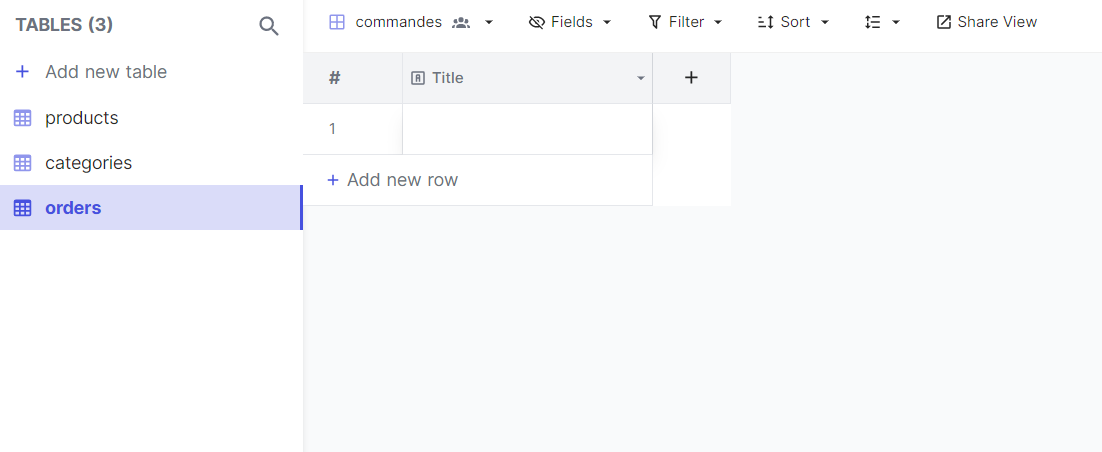 TABLES (3)
Add new table
products
categories
orders
commandes Fields Filter Sort Share View
# Title
1
Add new row